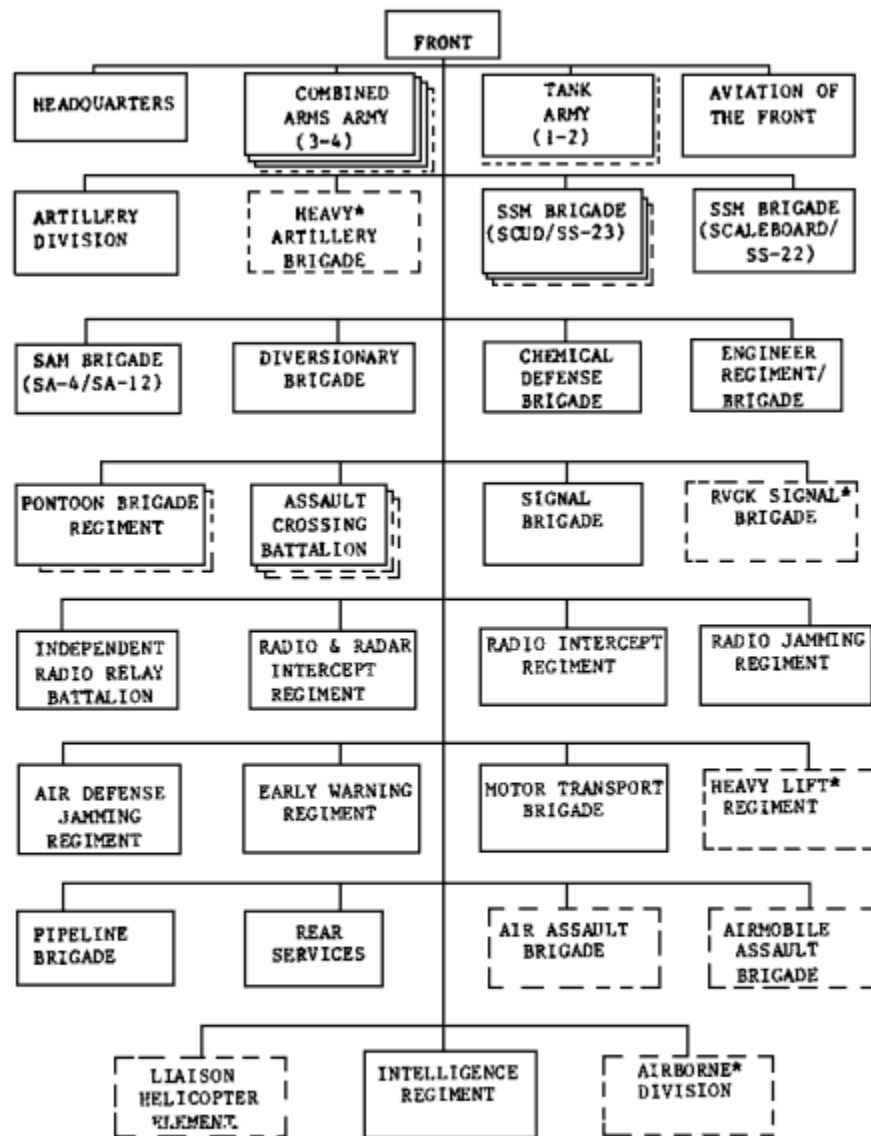 FRONT
HEADQUARTERS
COMBINED
ARMS ARMY
(3-4)
TANK
ARMY
(1-2)
AVIATION OF
THE FRONT
ARTILLERY
DIVISION
HEAVY*
ARTILLERY
BRIGADE
SSM BRIGADE
(SCUD/SS-23)
SSM BRIGADE
(SCALEBOARD/
SS-22)
SAM BRIGADE
(SA-4/SA-12)
DIVERSIONARY
BRIGADE
CHEMICAL
DEFENSE
BRIGADE
ENGINEER
REGIMENT/
BRIGADE
PONTOON BRIGADE
REGIMENT
ASSAULT
CROSSING
BATTALION
SIGNAL
BRIGADE
RVGK SIGNAL*
BRIGADE
INDEPENDENT
RADIO RELAY
BATTALION
RADIO & RADAR
INTERCEPT
REGIMENT
RADIO INTERCEPT
REGIMENT
RADIO JAMMING
REGIMENT
AIR DEFENSE
JAMMING
REGIMENT
EARLY WARNING
REGIMENT
MOTOR TRANSPORT
BRIGADE
HEAVY LIFT*
REGIMENT
PIPELINE
BRIGADE
REAR
SERVICES
AIR ASSAULT
BRIGADE
AIRMOBILE
ASSAULT
BRIGADE
LIAISON
HELICOPTER
ELEMENT
INTELLIGENCE
REGIMENT
AIRBORNE*
DIVISION